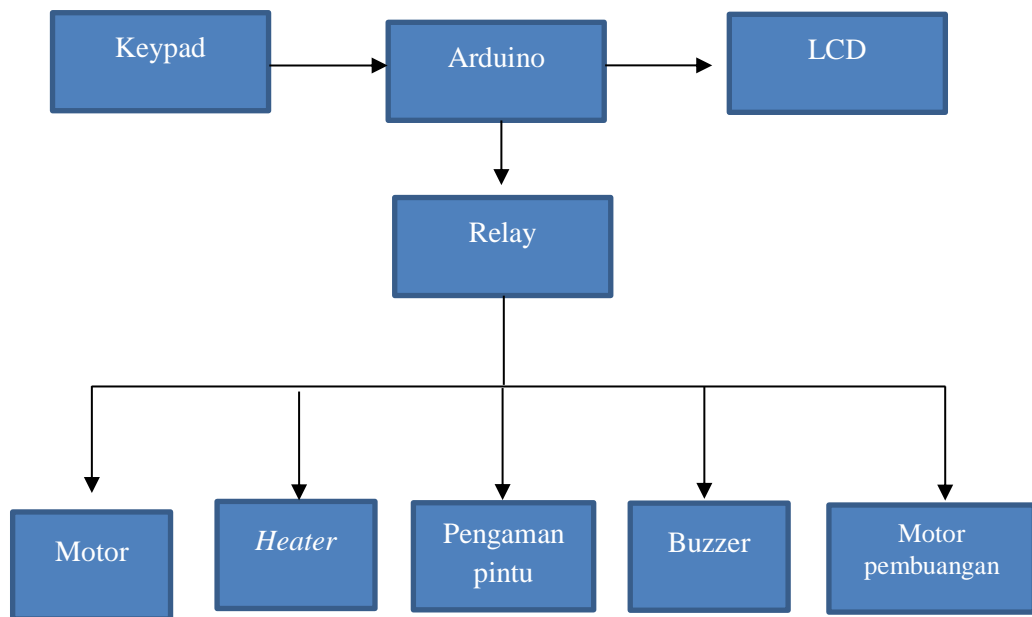 Keypad
Arduino
LCD
Relay
Motor
Heater
Pengaman
pintu
Buzzer
Motor
pembuangan